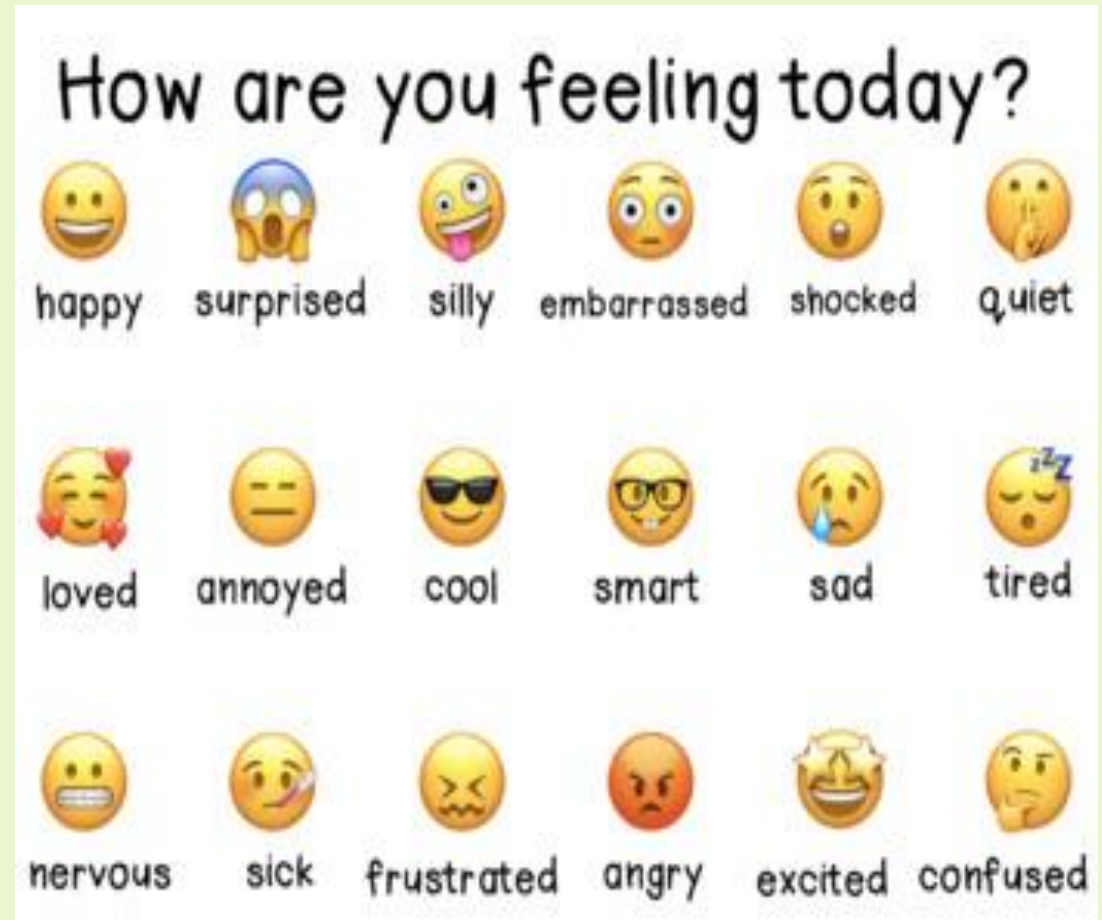 How are you feeling today?
happy surprised silly embarrassed shocked quiet
zzz
loved annoyed cool smart sad tired
nervous sick frustrated angry excited confused